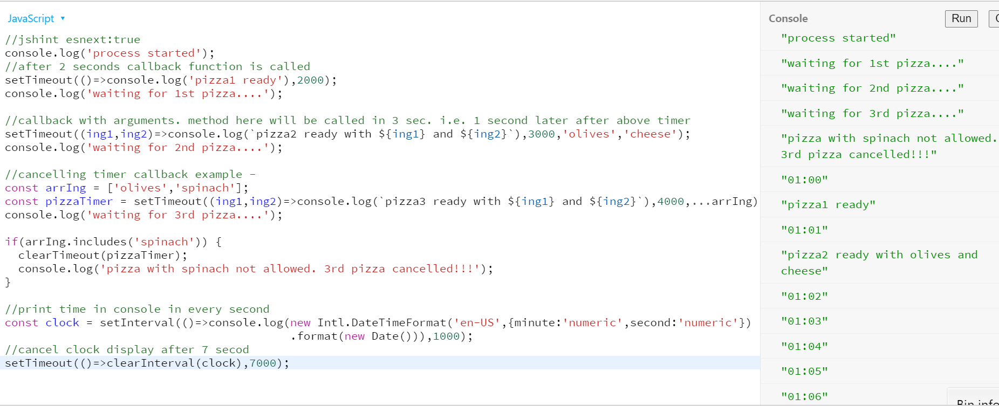 JavaScript
//jshint esnext:true
console.log('process started');
//after 2 seconds callback function is called
setTimeout(()=>console.log('pizza1 ready'),2000);
console.log('waiting for 1st pizza....');
//callback with arguments. method here will be called in 3 sec. i.e. 1 second later after above timer
setTimeout((ing1,ing2)=>console.log(`pizza2 ready with ${ing1} and ${ing2}`),3000,'olives','cheese');
console.log('waiting for 2nd pizza....');
//cancelling timer callback example -
const arrIng = ['olives','spinach'];
const pizzaTimer = setTimeout((ing1,ing2)=>console.log(`pizza3 ready with ${ing1} and ${ing2}`),4000,...arrIng)
console.log('waiting for 3rd pizza....');
if(arrIng.includes('spinach')) {
  clearTimeout(pizzaTimer);
  console.log('pizza with spinach not allowed. 3rd pizza cancelled!!!');
}
//print time in console in every second
const clock = setInterval(()=>console.log(new Intl.DateTimeFormat('en-US',{minute:'numeric',second:'numeric'})
.format(new Date())),1000);
//cancel clock display after 7 secod
setTimeout(()=>clearInterval(clock),7000);
Console
Run
"process started"
"waiting for 1st pizza...."
"waiting for 2nd pizza...."
"waiting for 3rd pizza...."
"pizza with spinach not allowed.
3rd pizza cancelled!!!"
"01:00"
"pizza1 ready"
"01:01"
"pizza2 ready with olives and
cheese"
"01:02"
"01:03"
"01:04"
"01:05"
"01:06"
Bin info